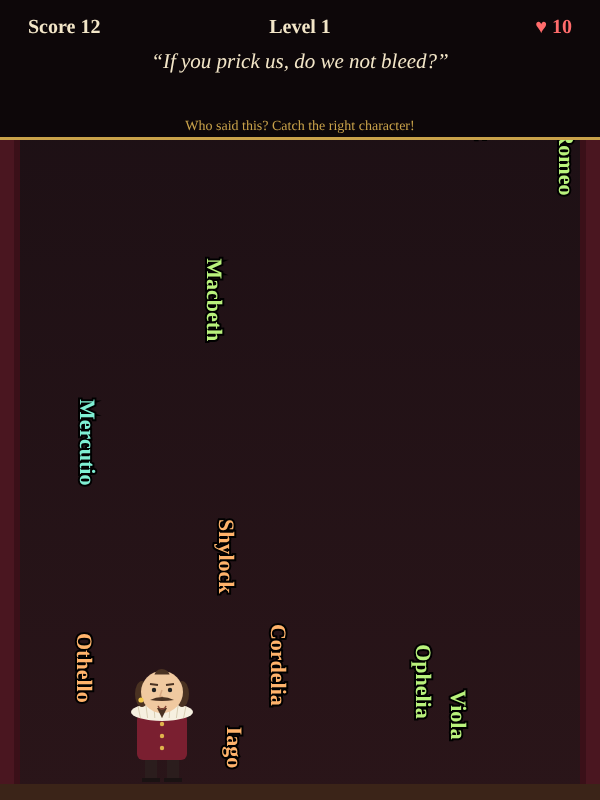 Score 12
Level 1
♥ 10
“If you prick us, do we not bleed?”
Who said this? Catch the right character!
Romeo
Macbeth
Mercutio
Shylock
Othello
Cordelia
Ophelia
Viola
Iago